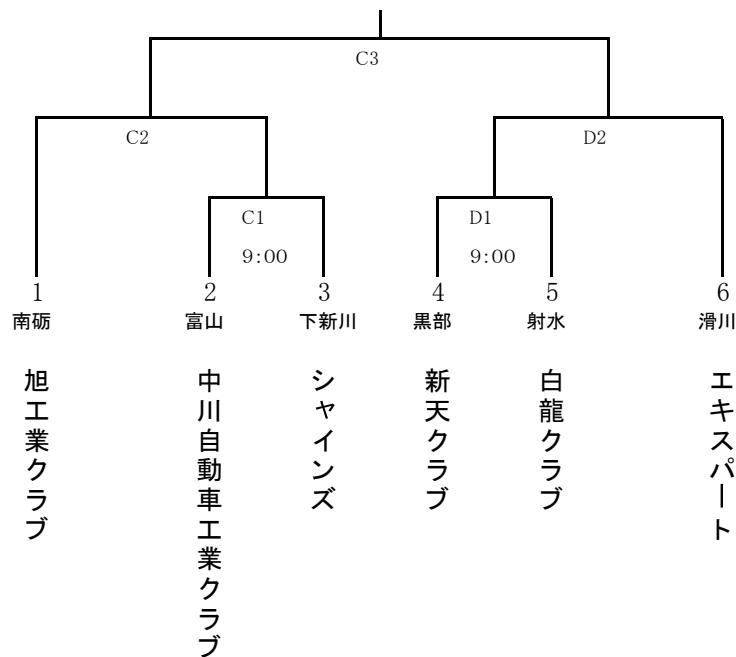 C3
C2
D2
C1
D1
9:00
9:00
1
2
3
4
5
6
南砺
富山
下新川
黒部
射水
滑川
旭工業クラブ
中川自動車工業クラブ
シャインズ
新天クラブ
白龍クラブ
エキスパート